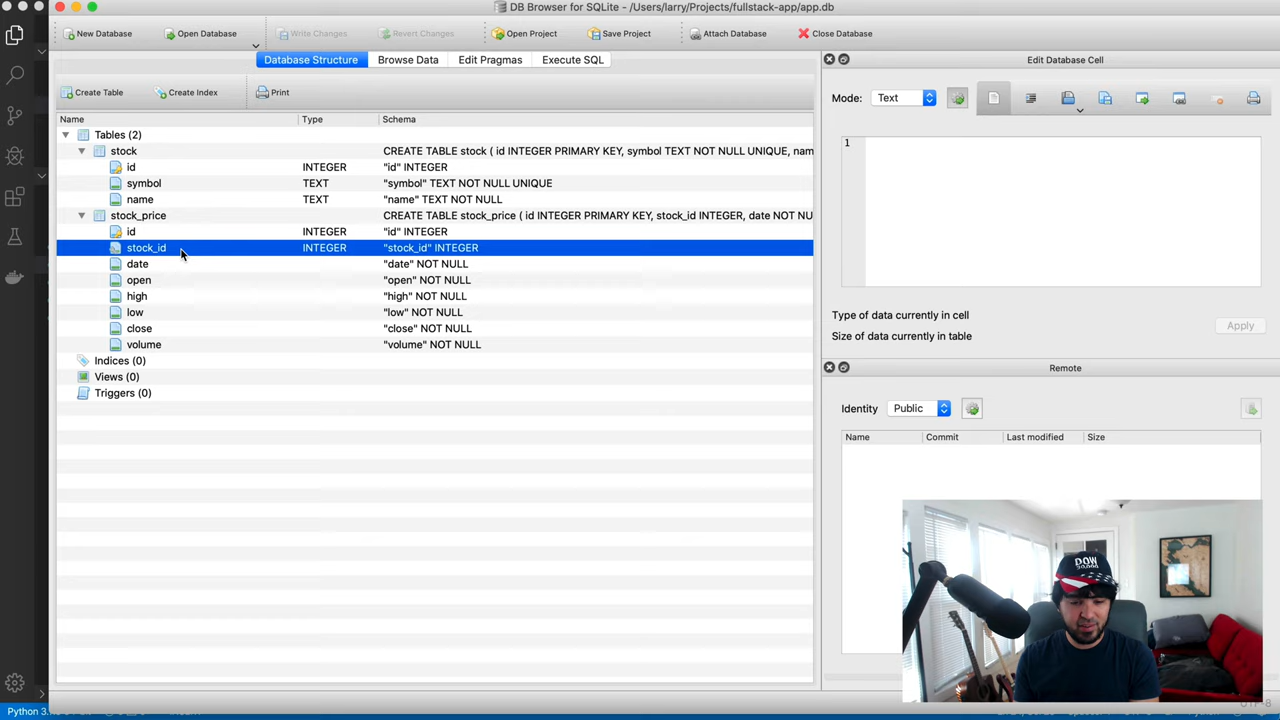 DB Browser for SQLite - /Users/larry/Projects/fullstack-app/app.db
New Database Open Database Write Changes Revert Changes Open Project Save Project Attach Database Close Database
Database Structure Browse Data Edit Pragmas Execute SQL
Create Table Create Index Print
Name Type Schema
Tables (2)
stock CREATE TABLE stock ( id INTEGER PRIMARY KEY, symbol TEXT NOT NULL UNIQUE, nam
id INTEGER "id" INTEGER
symbol TEXT "symbol" TEXT NOT NULL UNIQUE
name TEXT "name" TEXT NOT NULL
stock_price CREATE TABLE stock_price ( id INTEGER PRIMARY KEY, stock_id INTEGER, date NOT NU
id INTEGER "id" INTEGER
stock_id INTEGER "stock_id" INTEGER
date "date" NOT NULL
open "open" NOT NULL
high "high" NOT NULL
low "low" NOT NULL
close "close" NOT NULL
volume "volume" NOT NULL
Indices (0)
Views (0)
Triggers (0)
Edit Database Cell
Mode: Text
1
Type of data currently in cell
Size of data currently in table
Apply
Remote
Identity Public
Name Commit Last modified Size
DOW
UTF-8
Python 3.